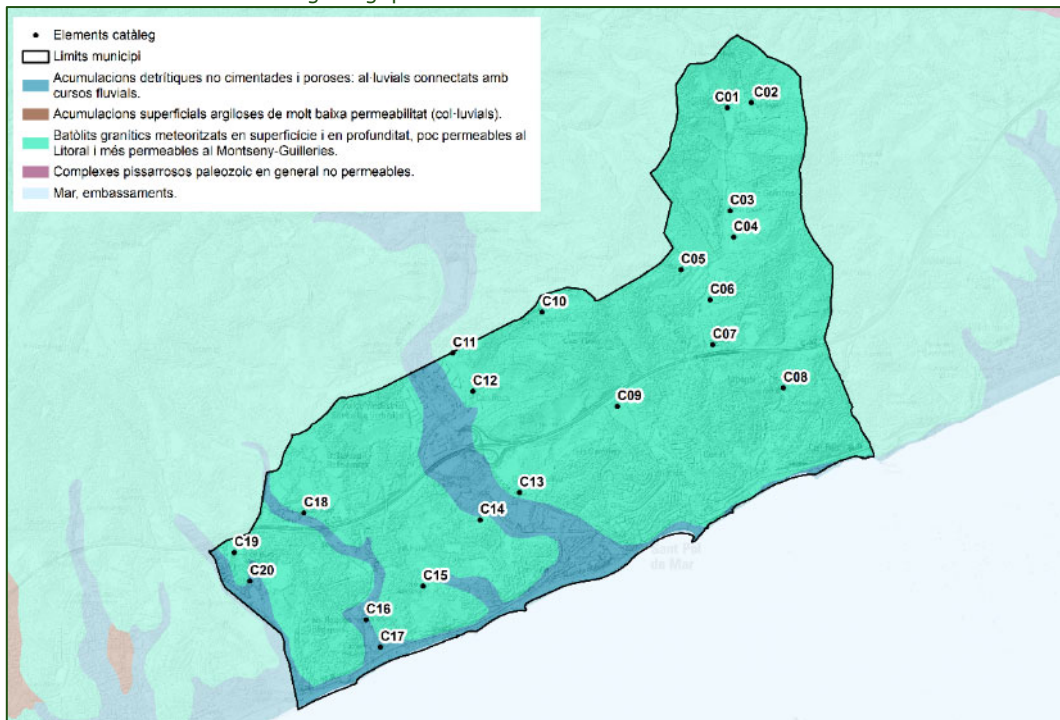 Elements catàleg
Límits municipi
Acumulacions detrítiques no cimentades i poroses: al·luvials connectats amb
cursos fluvials.
Acumulacions superficials argiloses de molt baixa permeabilitat (col·luvials).
Batòlits granítics meteoritzats en superfície i en profunditat, poc permeables al
Litoral i més permeables al Montseny-Guilleries.
Complexes pissarrosos paleozoic en general no permeables.
Mar, embassaments.
C01
C02
C03
C04
C05
C06
C07
C08
C09
C10
C11
C12
C13
C14
C15
C16
C17
C18
C19
C20
Sant Pol
de Mar